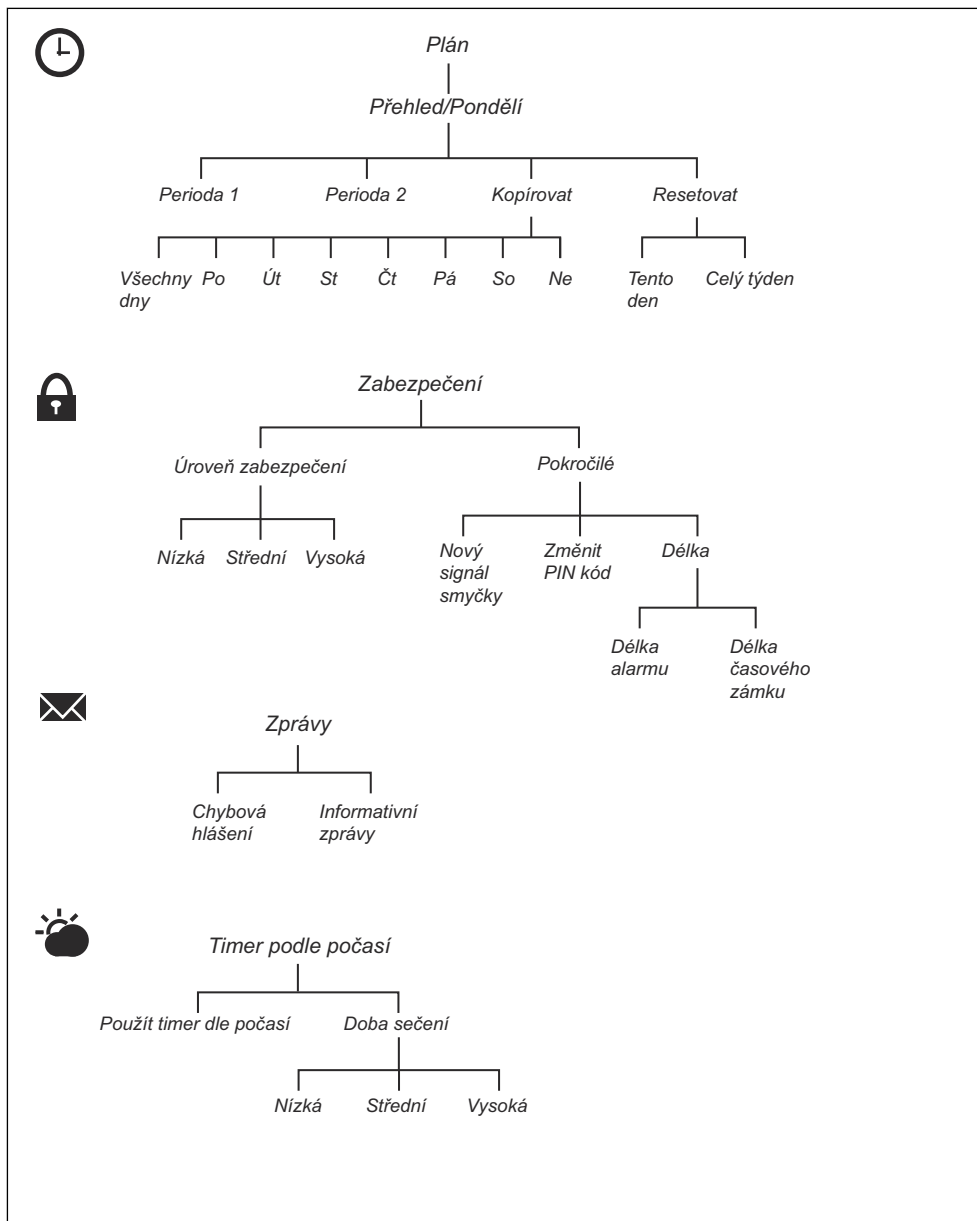 Plán
Přehled/Pondělí
Perioda 1 Perioda 2 Kopírovat Resetovat
Všechny dny Po Út St Čt Pá So Ne Tento den Celý týden
Zabezpečení
Úroveň zabezpečení Pokročilé
Nízká Střední Vysoká Nový signál smyčky Změnit PIN kód Délka
Délka alarmu Délka časového zámku
Zprávy
Chybová hlášení Informativní zprávy
Timer podle počasí
Použít timer dle počasí Doba sečení
Nízká Střední Vysoká